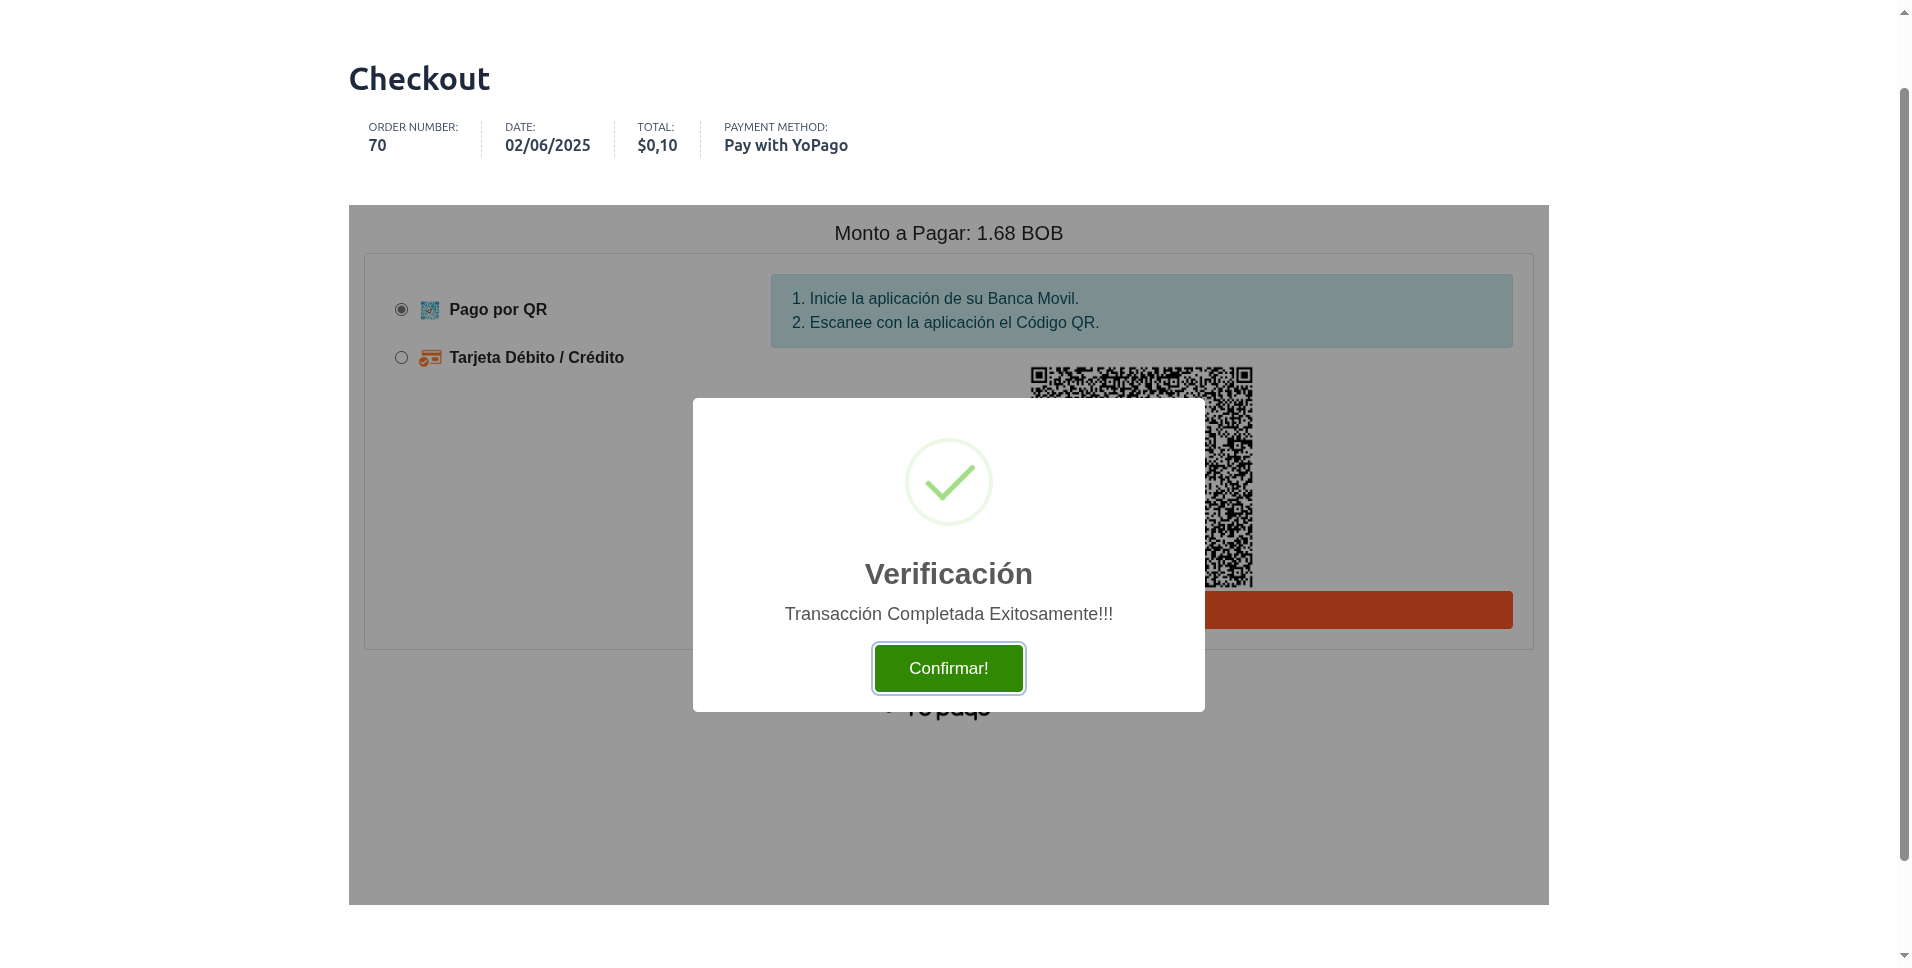 Checkout
ORDER NUMBER:
70
DATE:
02/06/2025
TOTAL:
$0,10
PAYMENT METHOD:
Pay with YoPago
Monto a Pagar: 1.68 BOB
Pago por QR
Tarjeta Débito / Crédito
1. Inicie la aplicación de su Banca Movil.
2. Escanee con la aplicación el Código QR.
Verificación
Transacción Completada Exitosamente!!!
Confirmar!